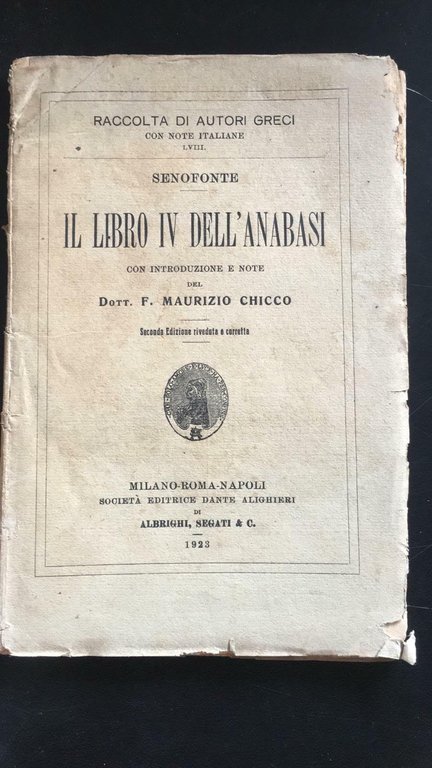 RACCOLTA DI AUTORI GRECI
CON NOTE ITALIANE
LVIII.
SENOFONTE
IL LIBRO IV DELL'ANABASI
CON INTRODUZIONE E NOTE
DEL
DOTT. F. MAURIZIO CHICCO
Seconda Edizione riveduta e corretta
MILANO-ROMA-NAPOLI
SOCIETÀ EDITRICE DANTE ALIGHIERI
DI
ALBRIGHI, SEGATI & C.
1923